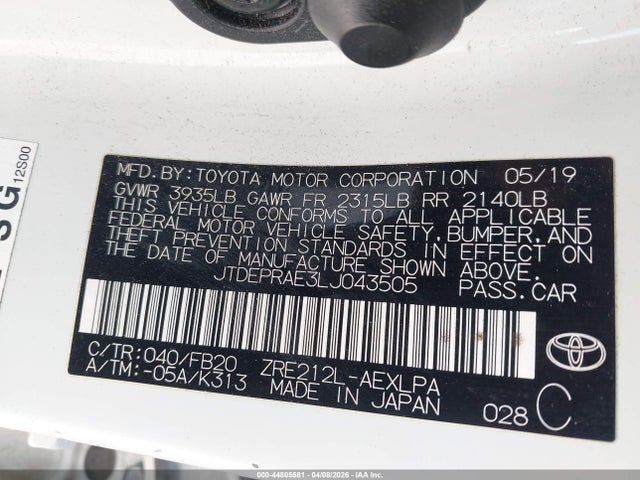 12S00
MFD.BY:TOYOTA MOTOR CORPORATION 05/19
GVWR 3935LB GAWR FR 2315LB RR 2140LB
THIS VEHICLE CONFORMS TO ALL APPLICABLE
FEDERAL MOTOR VEHICLE SAFETY,BUMPER,AND
THEFT PREVENTION STANDARDS IN EFFECT ON
THE DATE OF MANUFACTURE SHOWN ABOVE.
JTDEPRAE3LJ043505 PASS.CAR
C/TR:040/FB20 ZRE212L-AEXLPA
A/TM:-05A/K313 MADE IN JAPAN
028 C
000-44805581 - 04/08/2026 - IAA Inc.